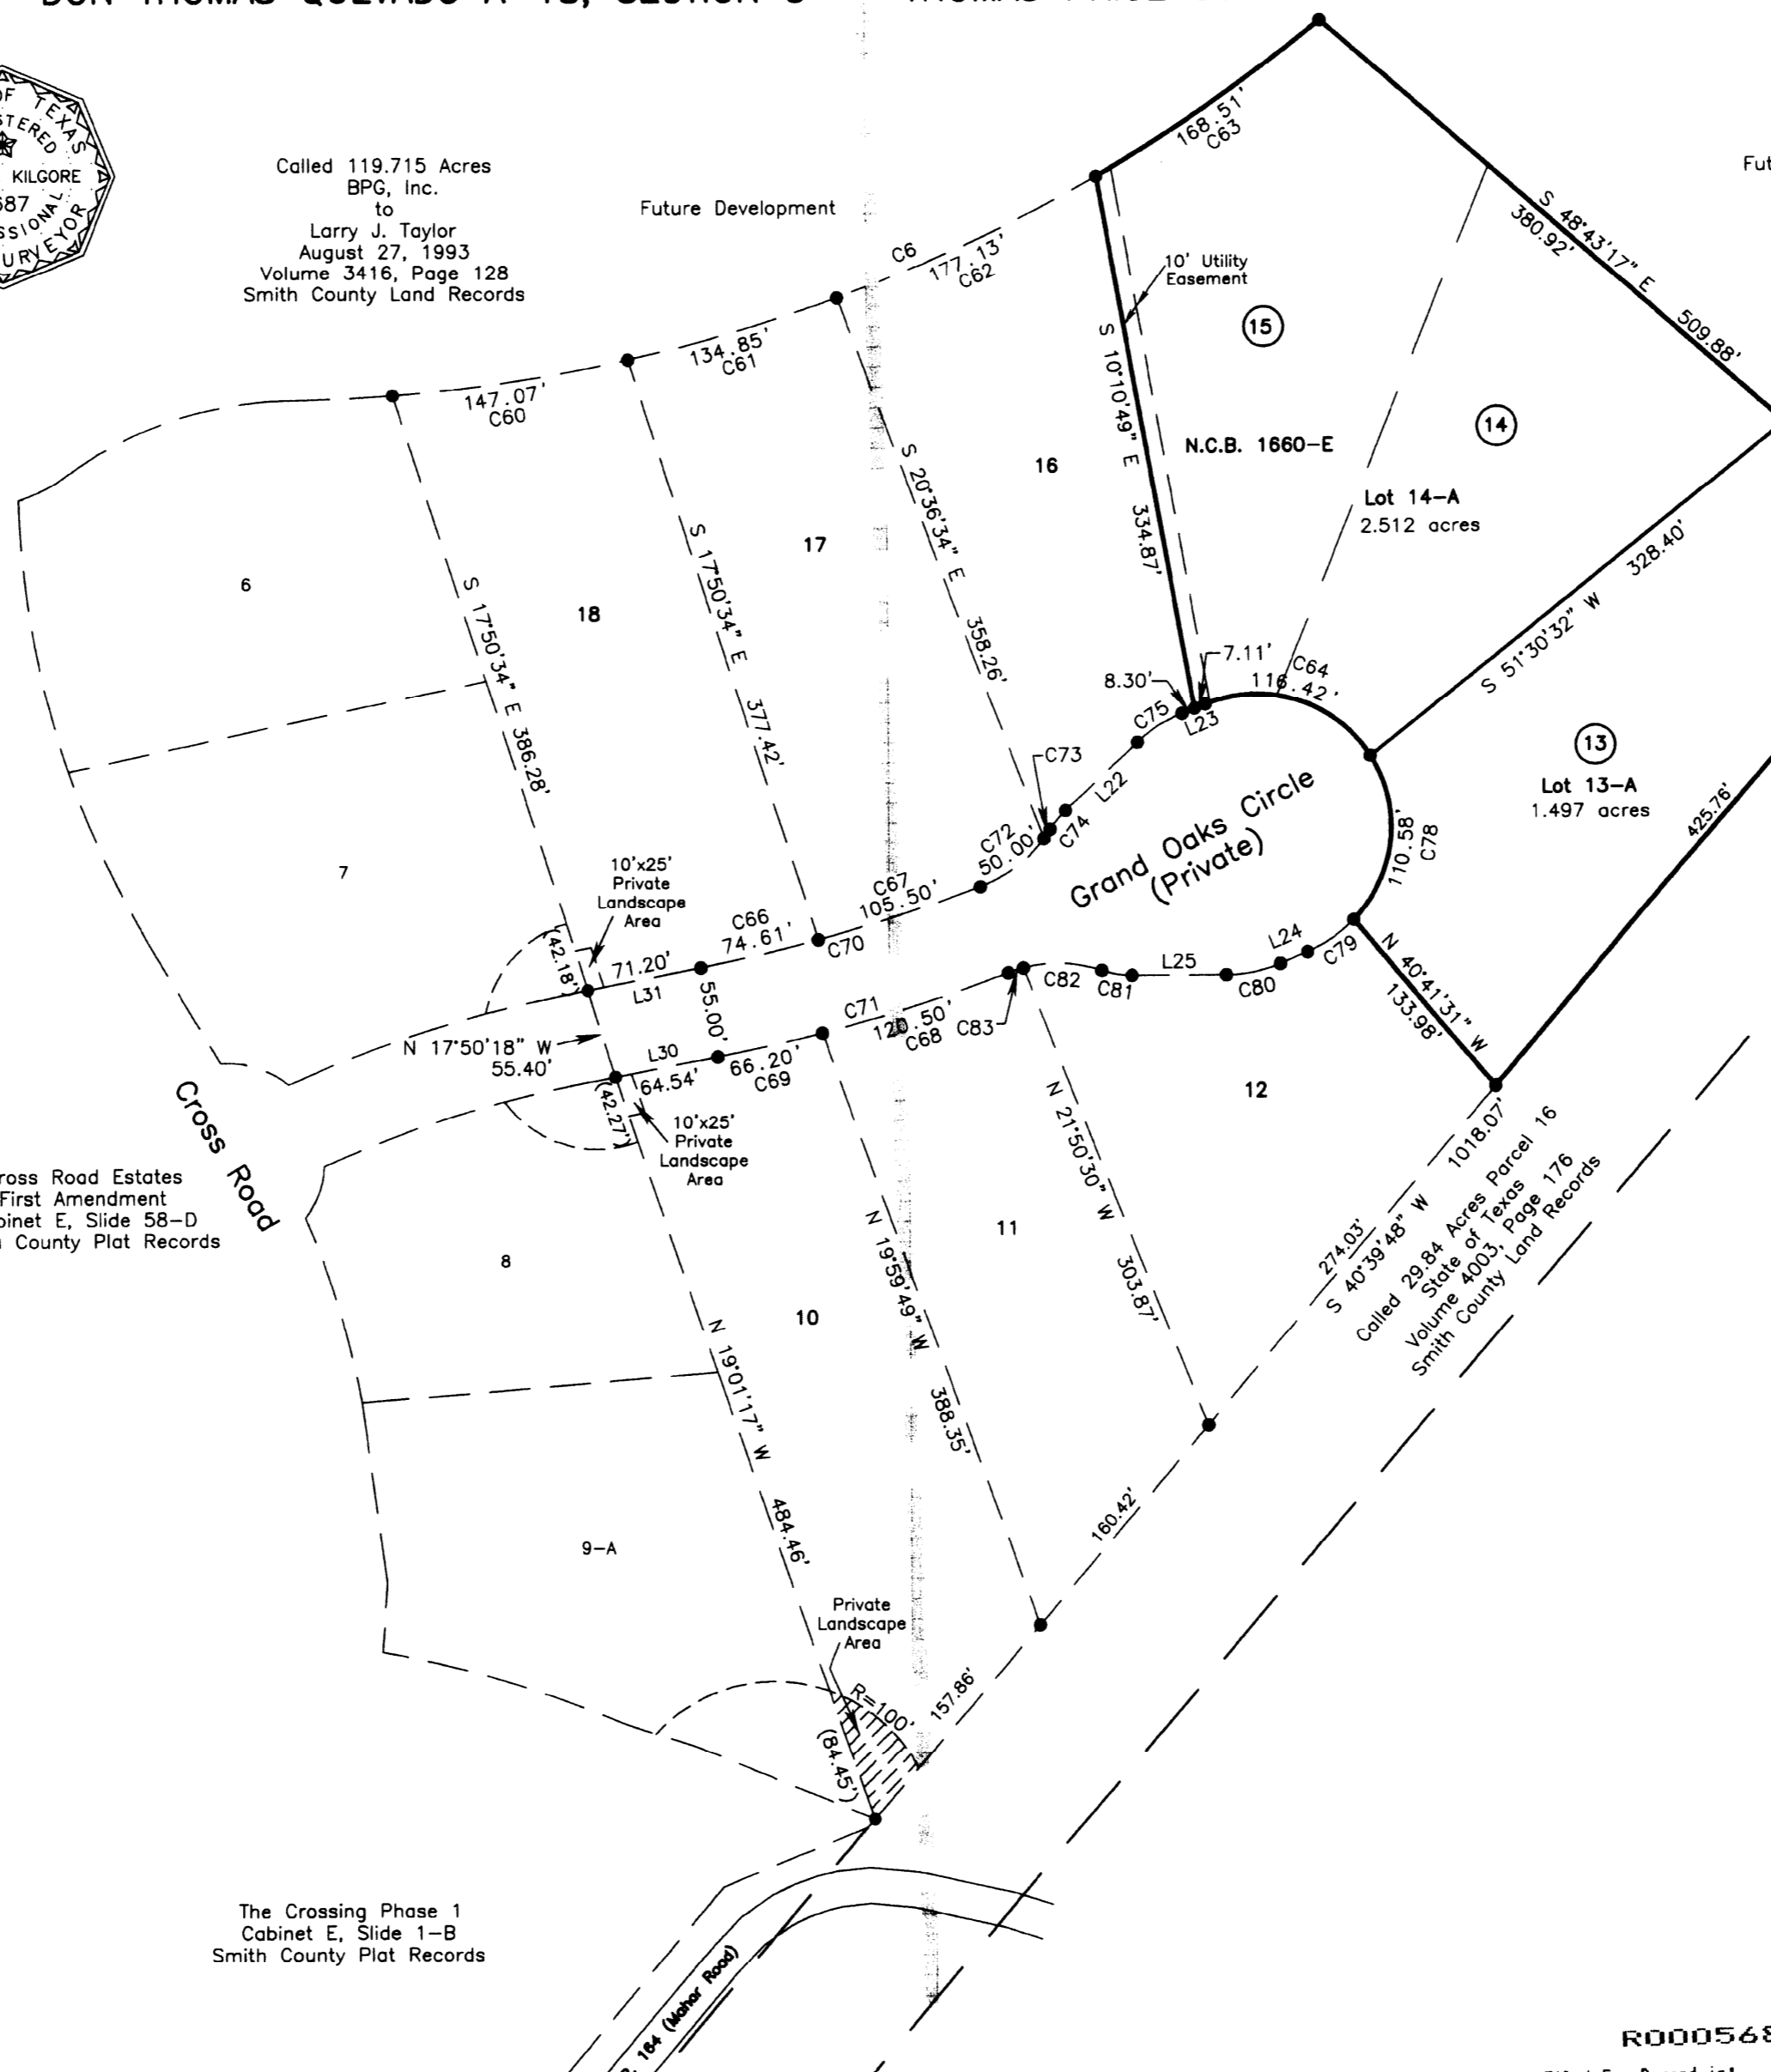 OF TEXAS
KILGORE
Called 119.715 Acres
BPG, Inc.
to
Larry J. Taylor
August 27, 1993
Volume 3416, Page 128
Smith County Land Records
Future Development
C6
177.13'
C62
168.51'
C63
134.85'
C61
147.07'
C60
10' Utility
Easement
15
S 48°43'17" E
380.92'
509.88'
14
N.C.B. 1660-E
Lot 14-A
2.512 acres
S 10°10'49" E
334.87'
16
17
18
6
7
S 20°36'34" E
358.26'
S 17°50'34" E
377.42'
S 17°50'34" E 386.28'
S 51°30'32" W
328.40'
7.11'
8.30'
C64
116.42'
L23
C75
C73
L22
C74
C72
50.00'
Grand Oaks Circle
(Private)
13
Lot 13-A
1.497 acres
425.76'
110.58'
C78
C67
105.50'
C66
74.61'
C70
10'x25'
Private
Landscape
Area
(42.18')
71.20'
L31
55.00'
N 17°50'18" W
55.40'
L30
64.54'
66.20'
C69
C71
120.50'
C68
C83
C82
C81
L25
C80
L24
C79
N 40°41'31" W
133.98'
(42.27')
10'x25'
Private
Landscape
Area
Cross Road
Cross Road Estates
First Amendment
Cabinet E, Slide 58-D
County Plat Records
8
9-A
10
11
12
N 21°50'30" W
303.87'
N 19°59'49" W
388.35'
N 19°01'17" W
484.46'
1018.07'
274.03'
S 40°39'48" W
Called 29.84 Acres Parcel 16
State of Texas
Volume 4003, Page 176
Smith County Land Records
160.42'
157.86'
Private
Landscape
Area
R=100'
(84.45')
The Crossing Phase 1
Cabinet E, Slide 1-B
Smith County Plat Records
164 (Mahar Road)
R000568